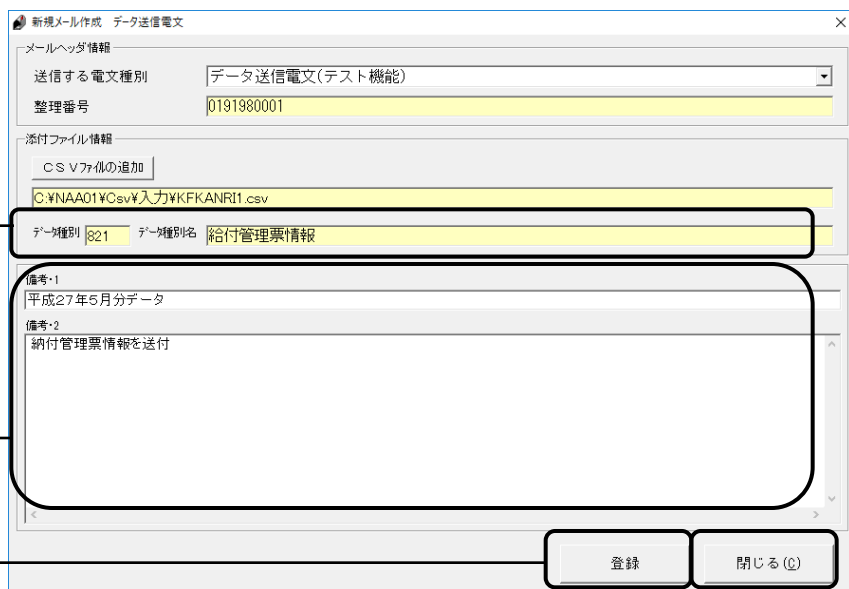 新規メール作成 データ送信電文
メールヘッダ情報
送信する電文種別 データ送信電文(テスト機能)
整理番号 0191980001
添付ファイル情報
ＣＳＶﾌｧｲﾙの追加
C:¥NAA01¥Csv¥入力¥KFKANRI1.csv
ﾃﾞｰﾀ種別 821 ﾃﾞｰﾀ種別名 給付管理票情報
備考・1
平成２７年５月分データ
備考・2
納付管理票情報を送付
登録 閉じる(C)